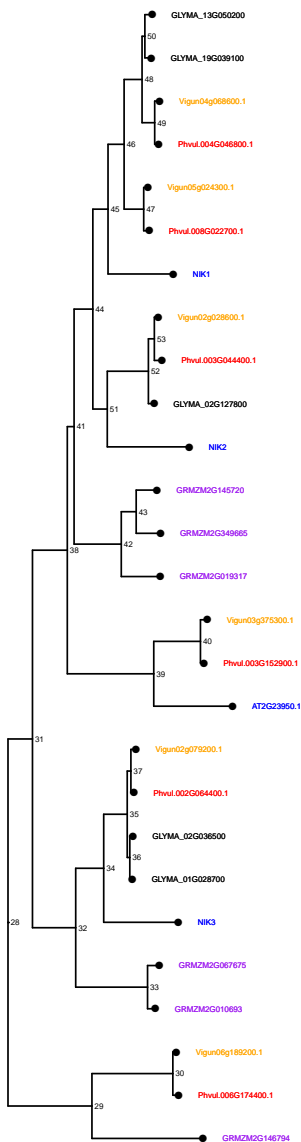 GLYMA_13G050200
50
GLYMA_19G039100
48
Vigun04g068600.1
49
Phvul.004G046800.1
46
Vigun05g024300.1
47
45
Phvul.008G022700.1
NIK1
44
Vigun02g028600.1
53
Phvul.003G044400.1
52
GLYMA_02G127800
51
41
NIK2
GRMZM2G145720
43
GRMZM2G349665
42
38
GRMZM2G019317
Vigun03g375300.1
40
Phvul.003G152900.1
39
AT2G23950.1
31
Vigun02g079200.1
37
Phvul.002G064400.1
35
GLYMA_02G036500
36
34
GLYMA_01G028700
28
NIK3
32
GRMZM2G067675
33
GRMZM2G010693
Vigun06g189200.1
30
Phvul.006G174400.1
29
GRMZM2G146794